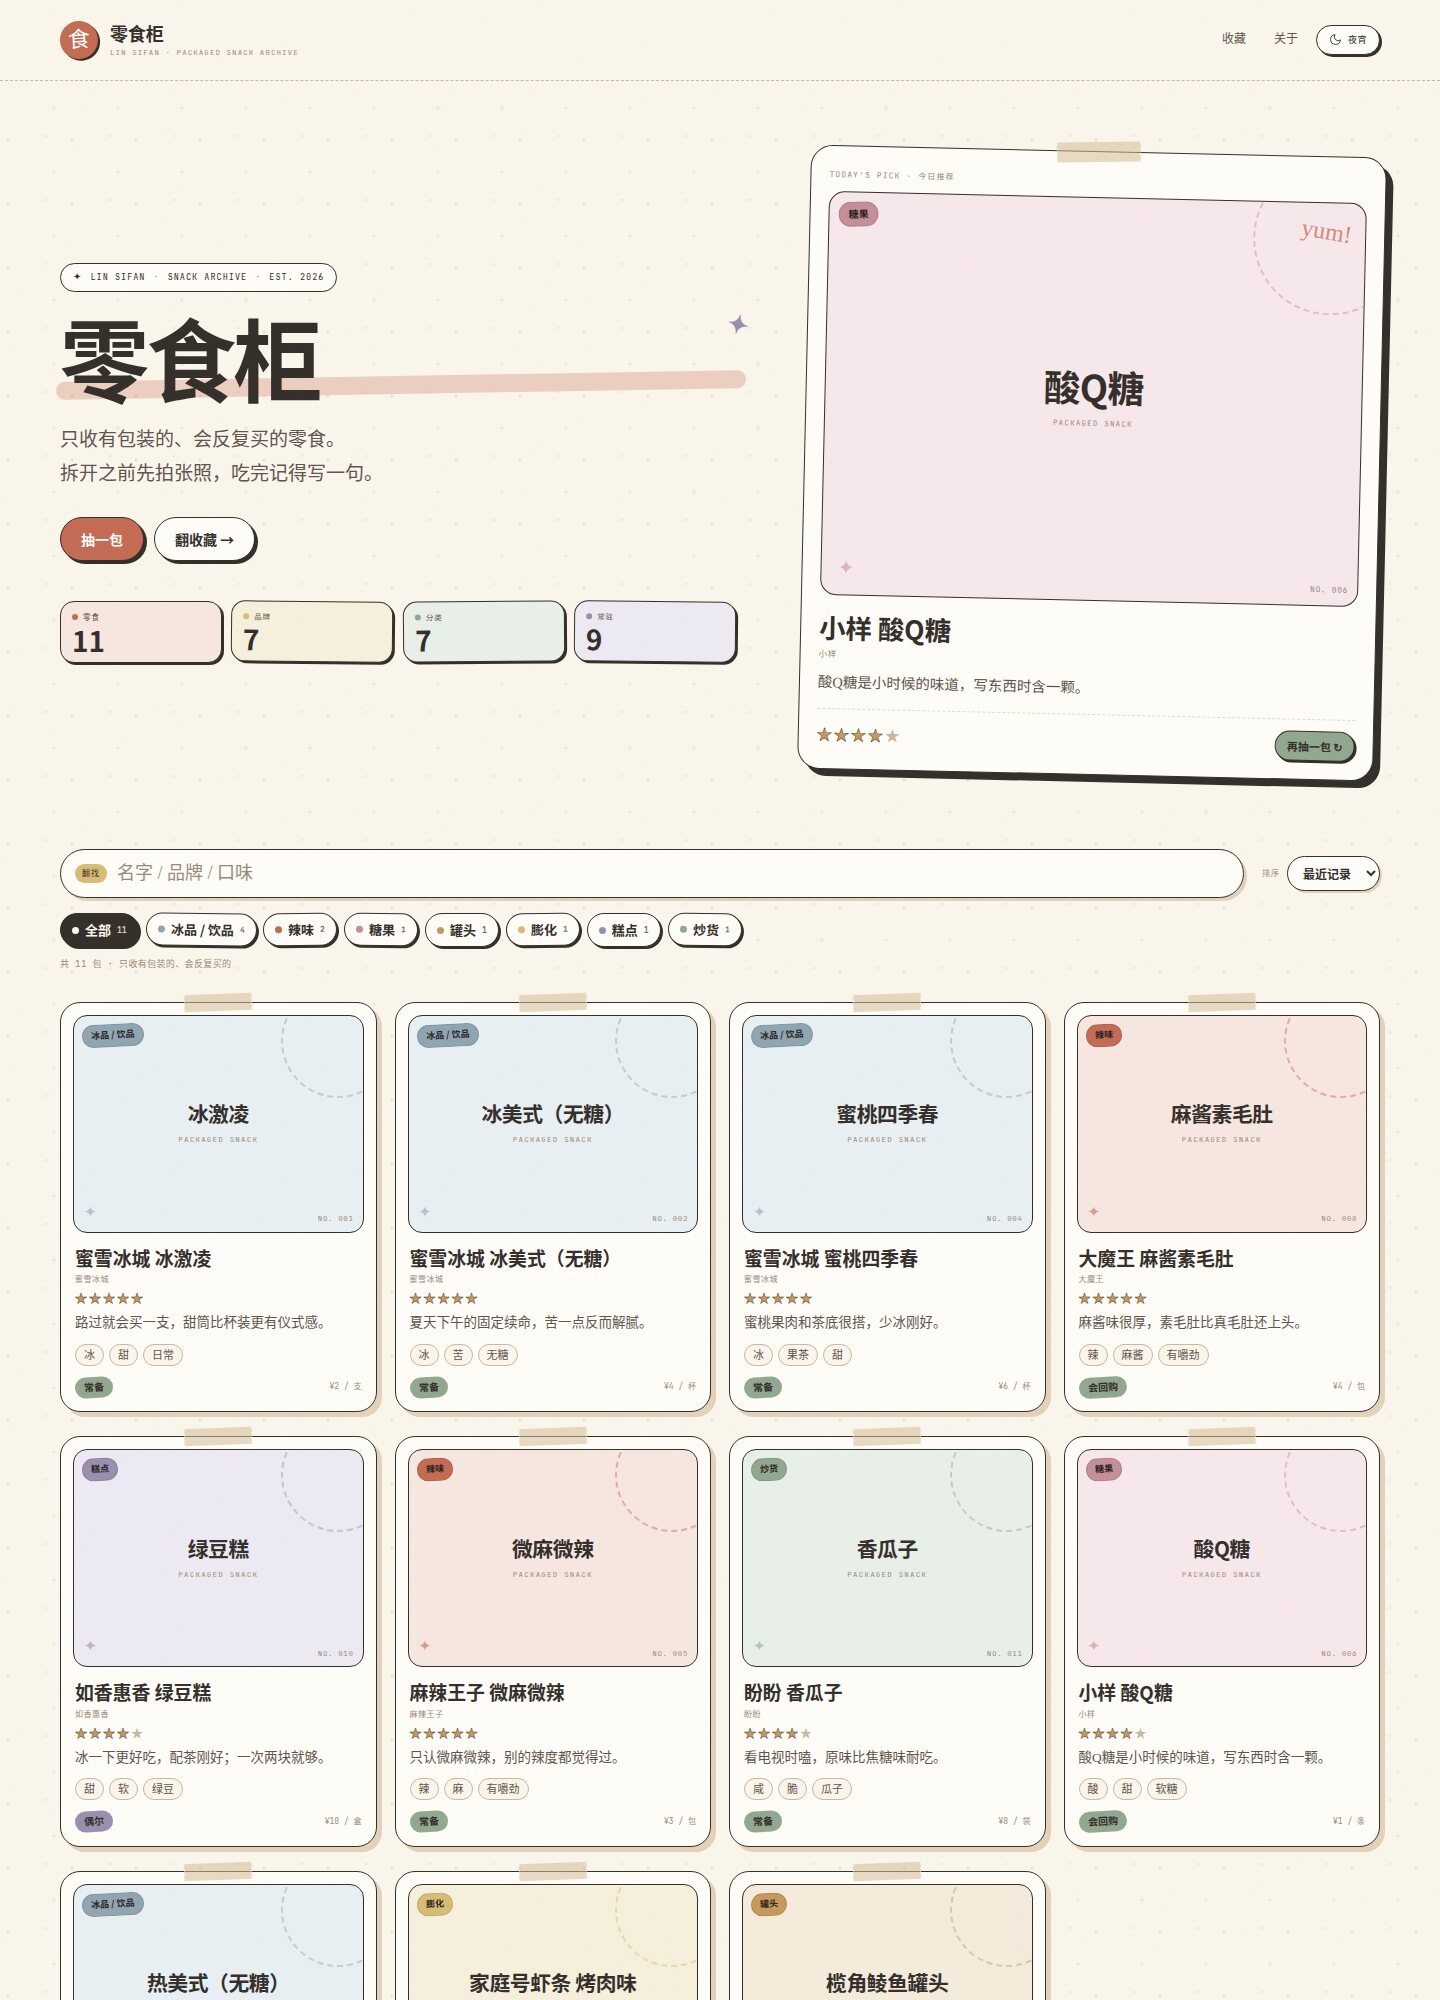 食
零食柜
LIN SIFAN · PACKAGED SNACK ARCHIVE
收藏
关于
夜宵
✦ LIN SIFAN · SNACK ARCHIVE · EST. 2026
零食柜
只收有包装的、会反复买的零食。
拆开之前先拍张照，吃完记得写一句。
抽一包
翻收藏 →
零食
11
品牌
7
分类
7
常驻
9
TODAY'S PICK · 今日推荐
糖果
yum!
酸Q糖
PACKAGED SNACK
NO. 006
小样 酸Q糖
小样
酸Q糖是小时候的味道，写东西时含一颗。
★★★★★
再抽一包 ↻
翻找
名字 / 品牌 / 口味
排序
最近记录
全部 11
冰品 / 饮品 4
辣味 2
糖果 1
罐头 1
膨化 1
糕点 1
炒货 1
共 11 包 · 只收有包装的、会反复买的
冰品 / 饮品
冰激凌
PACKAGED SNACK
NO. 001
蜜雪冰城 冰激凌
蜜雪冰城
★★★★★
路过就会买一支，甜筒比杯装更有仪式感。
冰 甜 日常
常备
¥2 / 支
冰品 / 饮品
冰美式（无糖）
PACKAGED SNACK
NO. 002
蜜雪冰城 冰美式（无糖）
蜜雪冰城
★★★★★
夏天下午的固定续命，苦一点反而解腻。
冰 苦 无糖
常备
¥4 / 杯
冰品 / 饮品
蜜桃四季春
PACKAGED SNACK
NO. 004
蜜雪冰城 蜜桃四季春
蜜雪冰城
★★★★★
蜜桃果肉和茶底很搭，少冰刚好。
冰 果茶 甜
常备
¥6 / 杯
辣味
麻酱素毛肚
PACKAGED SNACK
NO. 008
大魔王 麻酱素毛肚
大魔王
★★★★★
麻酱味很厚，素毛肚比真毛肚还上头。
辣 麻酱 有嚼劲
会回购
¥4 / 包
糕点
绿豆糕
PACKAGED SNACK
NO. 010
如香惠香 绿豆糕
如香惠香
★★★★★
冰一下更好吃，配茶刚好；一次两块就够。
甜 软 绿豆
偶尔
¥10 / 盒
辣味
微麻微辣
PACKAGED SNACK
NO. 005
麻辣王子 微麻微辣
麻辣王子
★★★★★
只认微麻微辣，别的辣度都觉得过。
辣 麻 有嚼劲
常备
¥3 / 包
炒货
香瓜子
PACKAGED SNACK
NO. 011
盼盼 香瓜子
盼盼
★★★★★
看电视时嗑，原味比焦糖味耐吃。
咸 脆 瓜子
常备
¥8 / 袋
糖果
酸Q糖
PACKAGED SNACK
NO. 006
小样 酸Q糖
小样
★★★★★
酸Q糖是小时候的味道，写东西时含一颗。
酸 甜 软糖
会回购
¥1 / 条
冰品 / 饮品
热美式（无糖）
膨化
家庭号虾条 烤肉味
罐头
榄角鲮鱼罐头